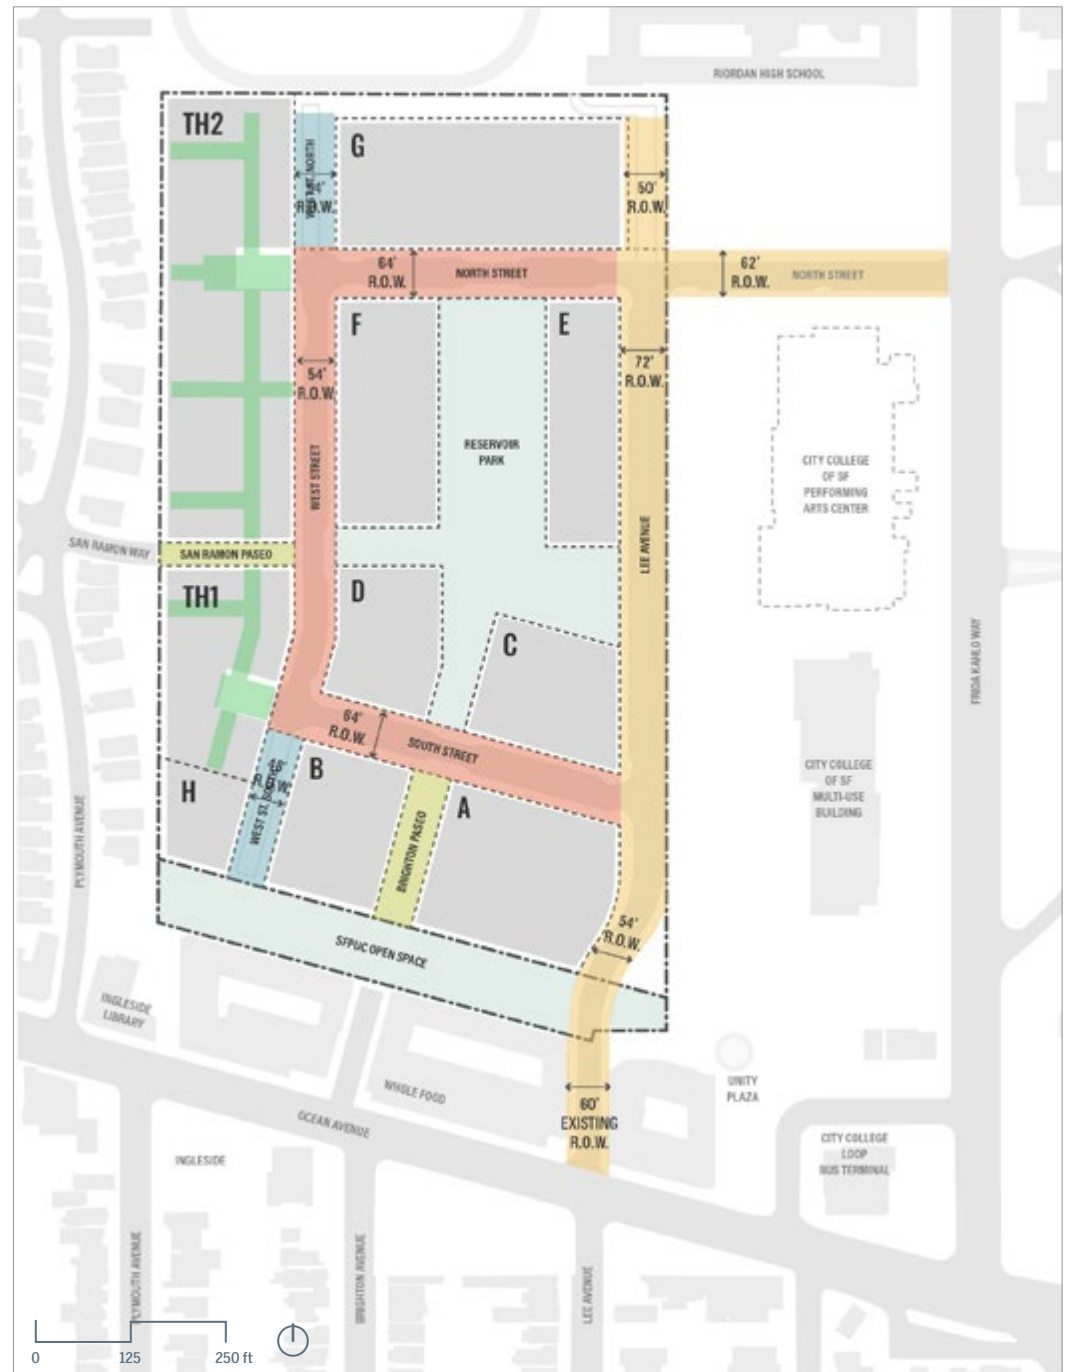 RIORDAN HIGH SCHOOL
TH2
G
R.O.W.
50'
R.O.W.
64'
R.O.W.
NORTH STREET
62'
R.O.W.
NORTH STREET
F
E
54'
R.O.W.
72'
R.O.W.
RESERVOIR
PARK
WEST STREET
CITY COLLEGE
OF SF
PERFORMING
ARTS CENTER
LEE AVENUE
SAN RAMON WAY
SAN RAMON PASEO
TH1
D
C
FRIDA KAHLO WAY
64'
R.O.W.
SOUTH STREET
CITY COLLEGE
OF SF
MULTI-USE
BUILDING
H
R.O.W.
WEST ST.
B
A
BRIGHTON PASEO
PLYMOUTH AVENUE
54'
R.O.W.
SFPUC OPEN SPACE
INGLESIDE
LIBRARY
WHOLE FOOD
UNITY
PLAZA
60'
EXISTING
R.O.W.
OCEAN AVENUE
CITY COLLEGE
LOOP
BUS TERMINAL
INGLESIDE
PLYMOUTH AVENUE
BRIGHTON AVENUE
LEE AVENUE
0 125 250 ft